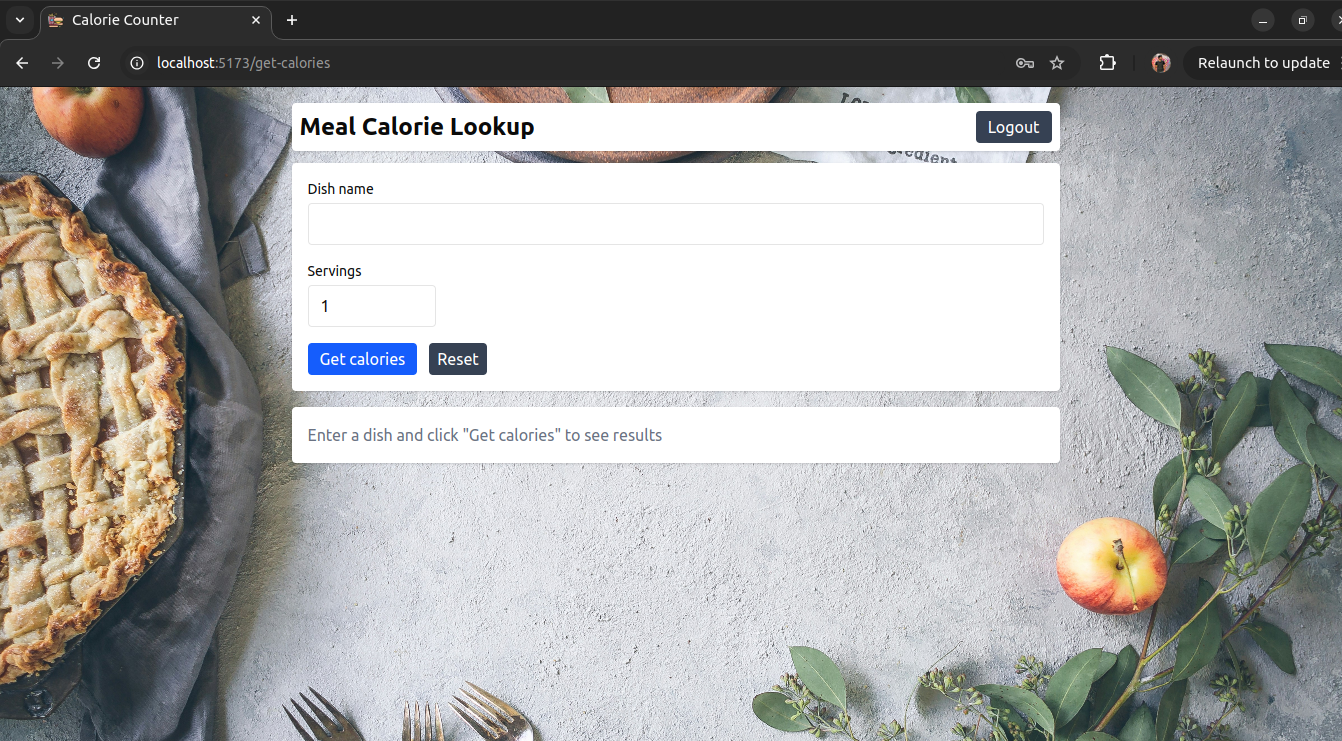 Calorie Counter
localhost:5173/get-calories
Relaunch to update
Meal Calorie Lookup
Logout
Dish name
Servings
1
Get calories
Reset
Enter a dish and click "Get calories" to see results